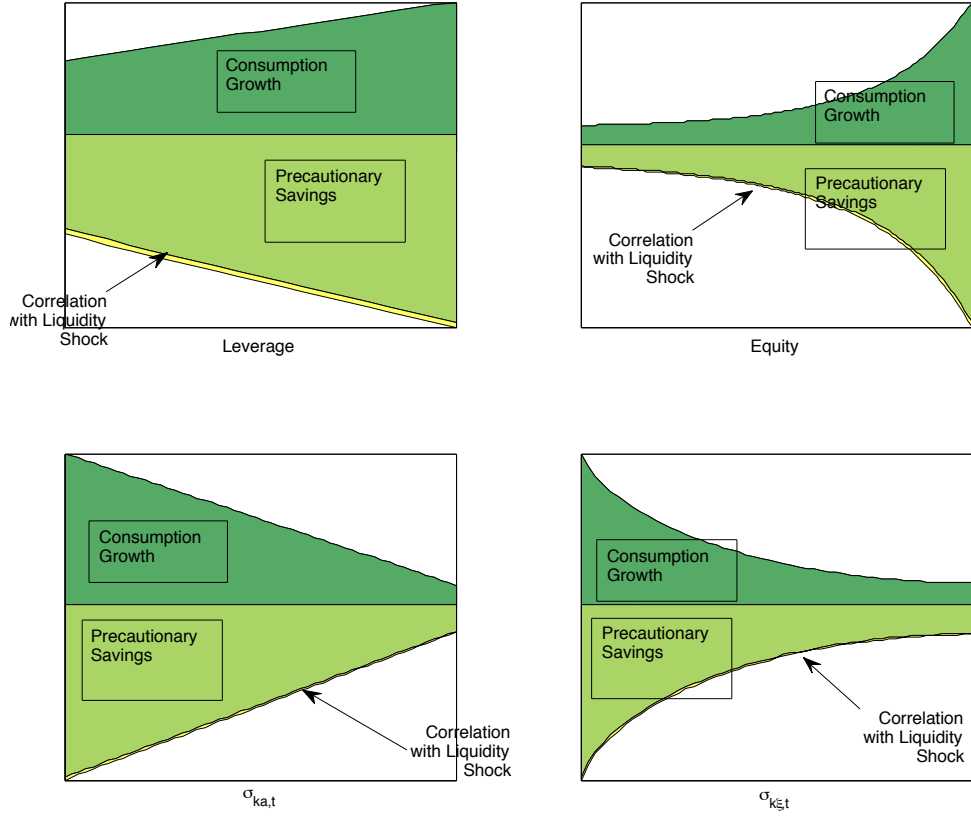 Consumption
Growth
Precautionary
Savings
Correlation
with Liquidity
Shock
Leverage
Consumption
Growth
Precautionary
Savings
Correlation
with Liquidity
Shock
Equity
Consumption
Growth
Precautionary
Savings
Correlation
with Liquidity
Shock
σka,t
Consumption
Growth
Precautionary
Savings
Correlation
with Liquidity
Shock
σkξ,t